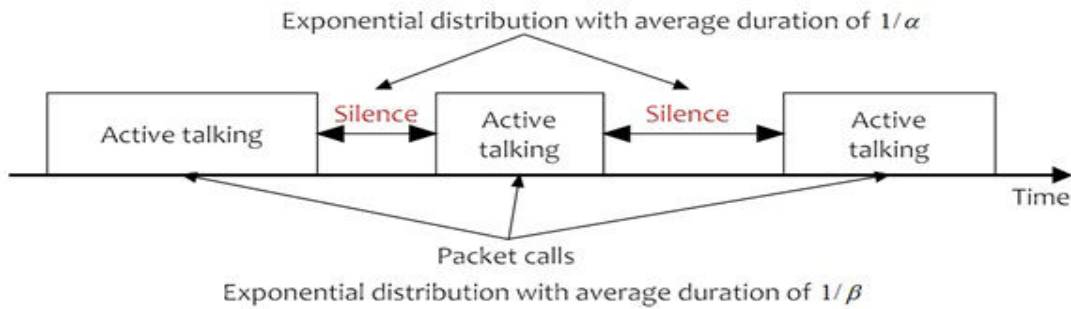 Exponential distribution with average duration of 1/α
Active talking
Silence
Active
talking
Silence
Active
talking
Time
Packet calls
Exponential distribution with average duration of 1/β